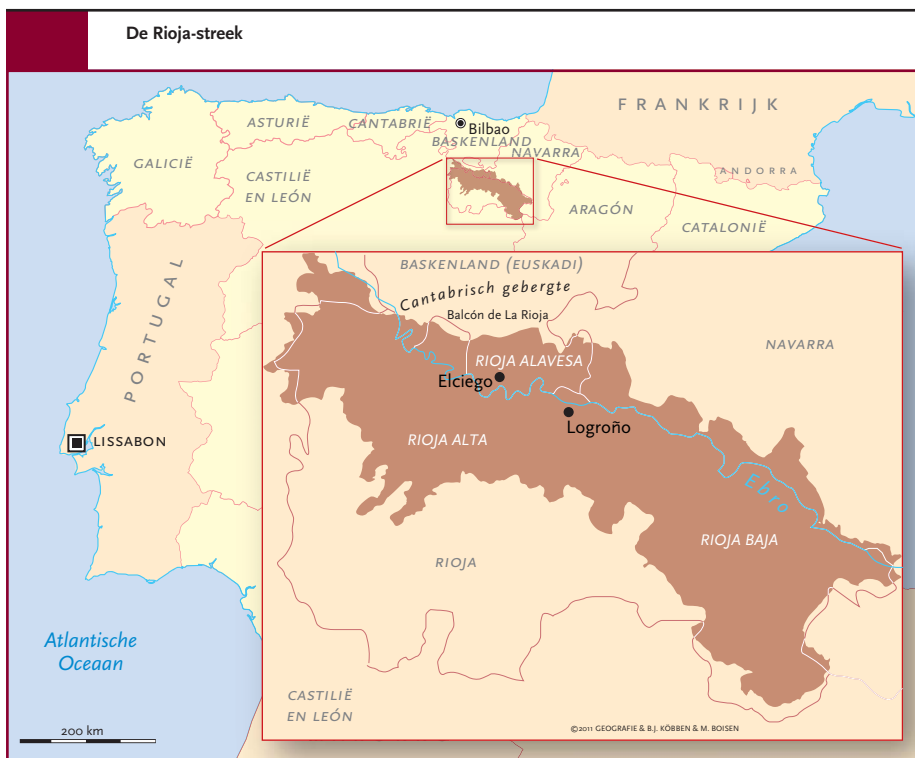 De Rioja-streek
FRANKRIJK
ASTURIË
CANTABRIË
Bilbao
BASKENLAND
NAVARRA
GALICIË
ANDORRA
CASTILIË
EN LEÓN
ARAGÓN
CATALONIË
PORTUGAL
BASKENLAND (EUSKADI)
Cantabrisch gebergte
Balcón de La Rioja
NAVARRA
RIOJA ALAVESA
Elciego
Logroño
LISSABON
RIOJA ALTA
Ebro
RIOJA BAJA
RIOJA
Atlantische
Oceaan
CASTILIË
EN LEÓN
200 km
©2011 GEOGRAFIE & B.J. KÖBBEN & M. BOISEN